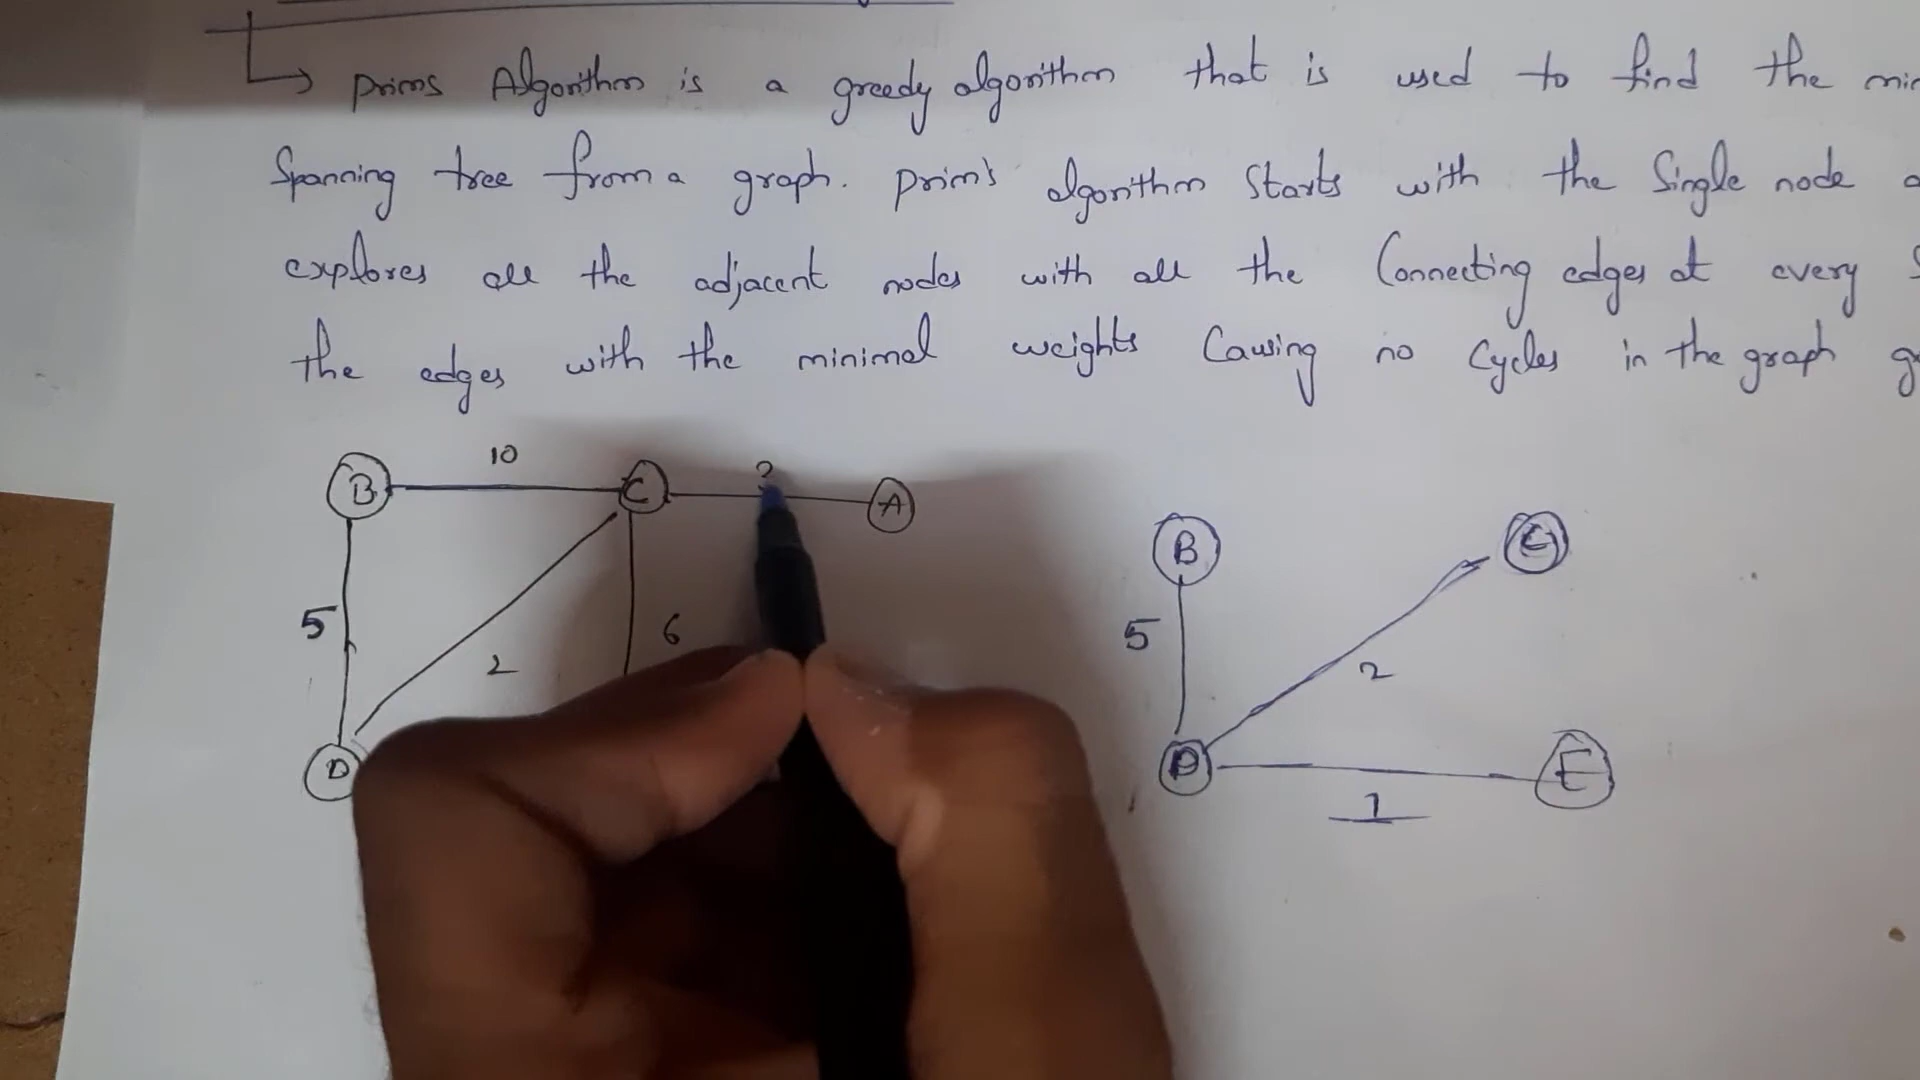 Prims Algorithm is a greedy algorithm that is used to find the
Spanning tree from a graph. prim's algorithm starts with the Single node
explores all the adjacent nodes with all the Connecting edges at every
the edges with the minimal weights Causing no Cycles in the graph
10
B C A
B C
5 6
5
2 2
D
D E
1